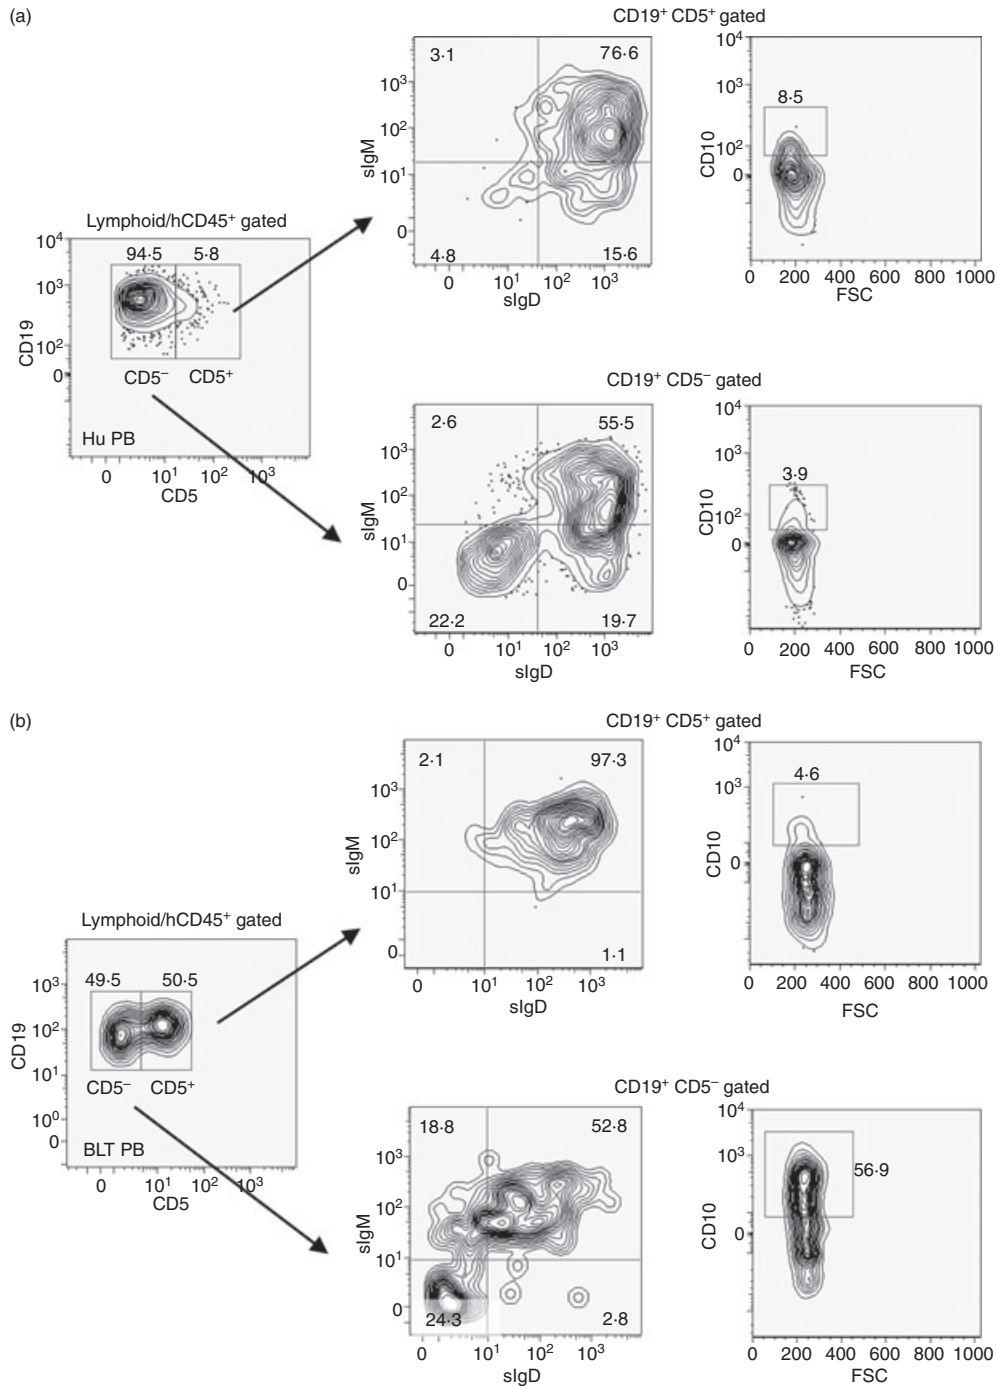 (a)
CD19⁺ CD5⁺ gated
3·1 76·6
10³
10²
10¹
0
sIgM
4·8 15·6
0 10¹ 10² 10³
sIgD
10⁴
10³
10²
0
CD10
8·5
0 200 400 600 800 1000
FSC
Lymphoid/hCD45⁺ gated
10⁴
10³
10²
0
CD19
94·5 5·8
CD5⁻ CD5⁺
Hu PB
0 10¹ 10² 10³
CD5
CD19⁺ CD5⁻ gated
2·6 55·5
10³
10²
10¹
0
sIgM
22·2 19·7
0 10¹ 10² 10³
sIgD
10⁴
10³
10²
0
CD10
3·9
0 200 400 600 800 1000
FSC
(b)
CD19⁺ CD5⁺ gated
2·1 97·3
10³
10²
10¹
0
sIgM
1·1
0 10¹ 10² 10³
sIgD
10⁴
10³
0
CD10
4·6
0 200 400 600 800 1000
FSC
Lymphoid/hCD45⁺ gated
10³
10²
10¹
10⁰
0
CD19
49·5 50·5
CD5⁻ CD5⁺
BLT PB
0 10¹ 10² 10³
CD5
CD19⁺ CD5⁻ gated
18·8 52·8
10³
10²
10¹
0
sIgM
24·3 2·8
0 10¹ 10² 10³
sIgD
10⁴
10³
0
CD10
56·9
0 200 400 600 800 1000
FSC